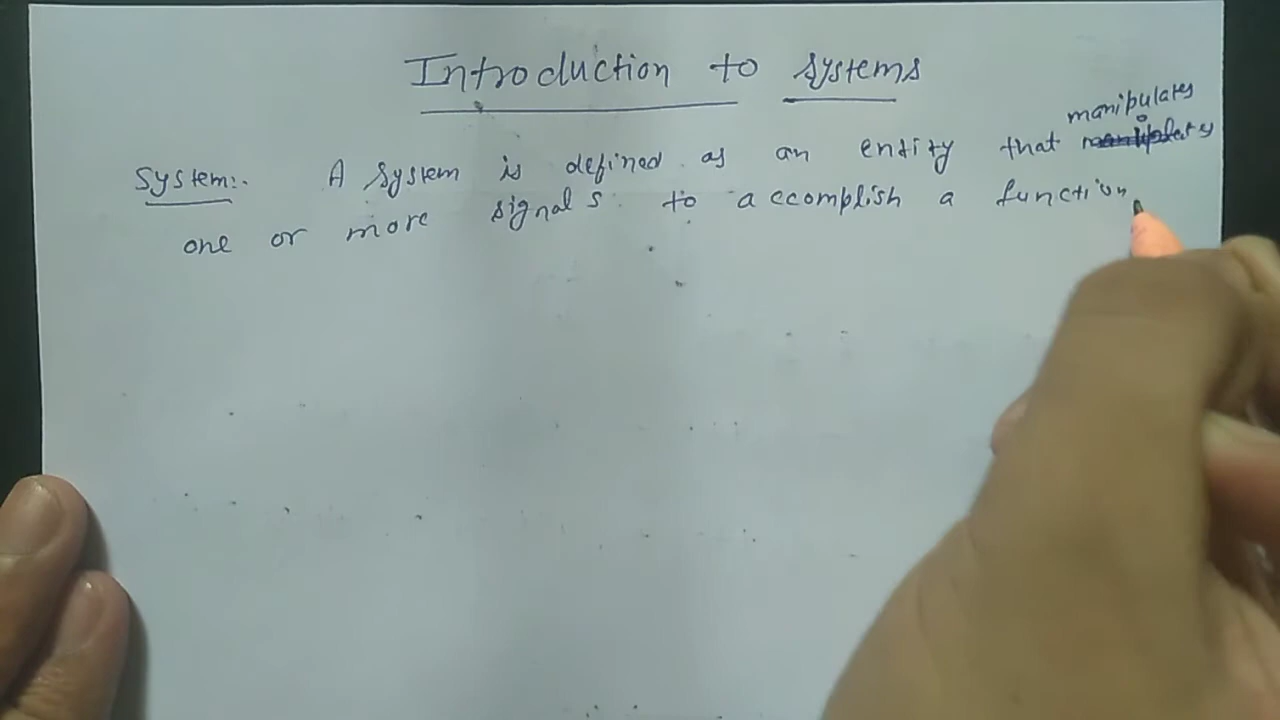 Introduction to systems
manipulates
System:. A system is defined as an entity that
one or more signals to accomplish a function